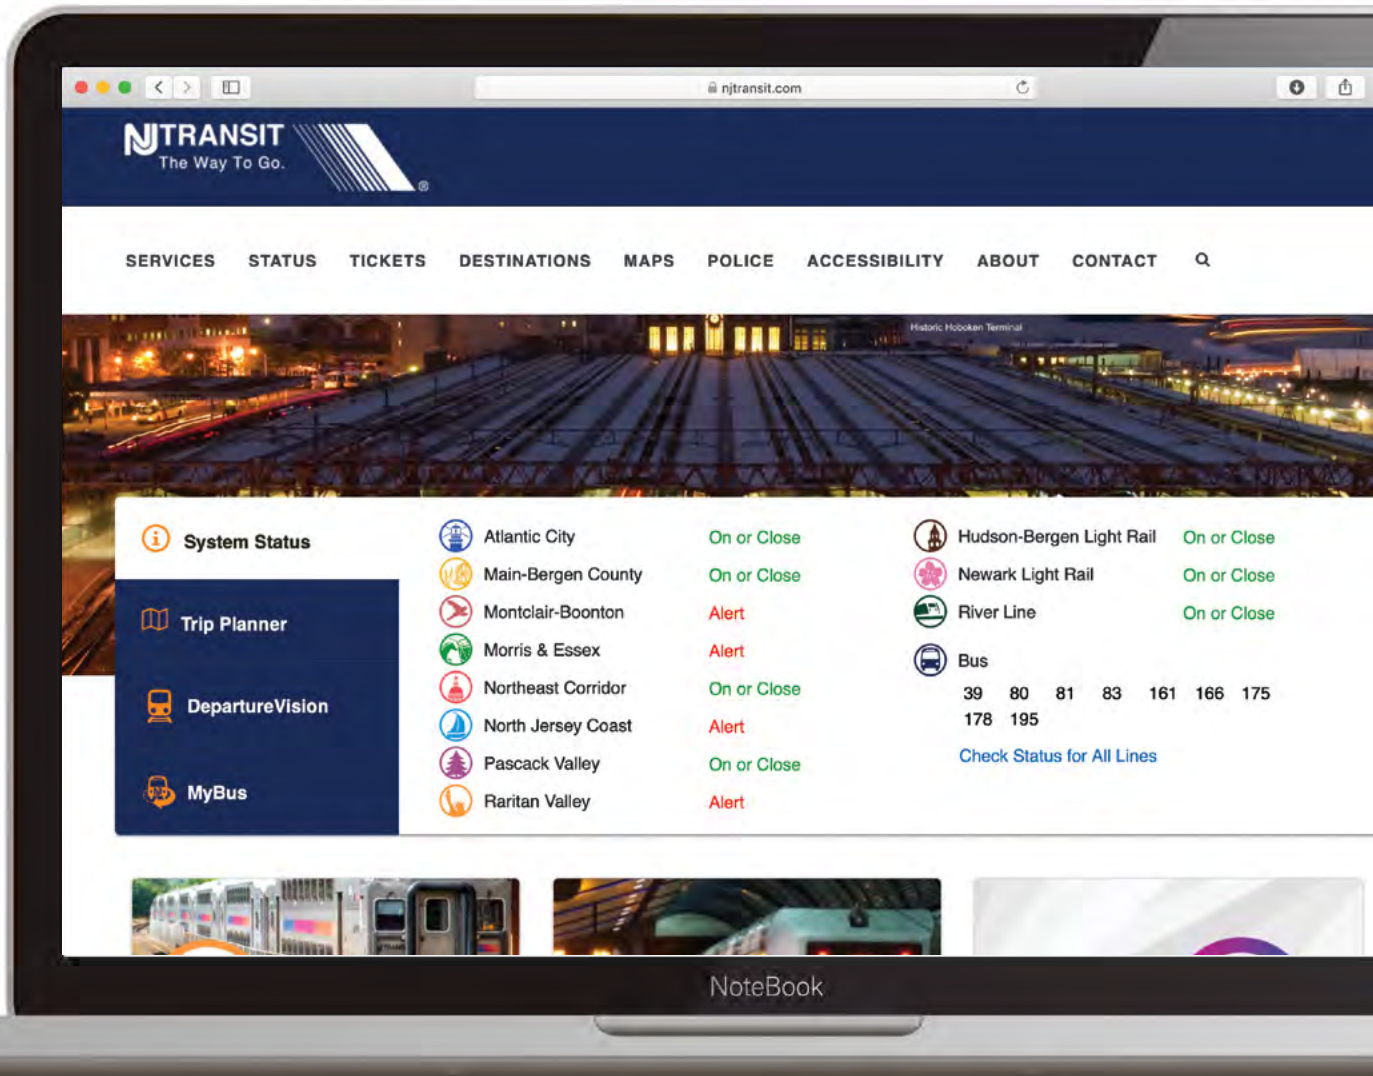 njtransit.com
NJTRANSIT
The Way To Go.
®
SERVICES STATUS TICKETS DESTINATIONS MAPS POLICE ACCESSIBILITY ABOUT CONTACT
Historic Hoboken Terminal
System Status
Trip Planner
DepartureVision
MyBus
Atlantic City On or Close
Main-Bergen County On or Close
Montclair-Boonton Alert
Morris & Essex Alert
Northeast Corridor On or Close
North Jersey Coast Alert
Pascack Valley On or Close
Raritan Valley Alert
Hudson-Bergen Light Rail On or Close
Newark Light Rail On or Close
River Line On or Close
Bus
39 80 81 83 161 166 175
178 195
Check Status for All Lines
NoteBook